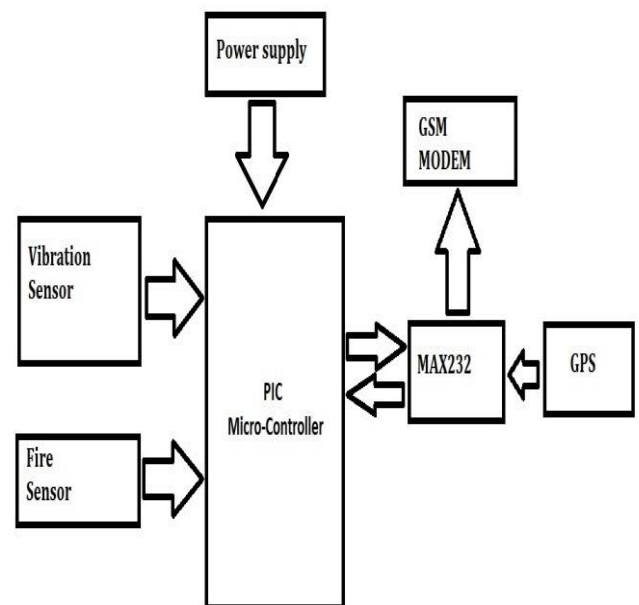 Power supply
GSM
MODEM
Vibration
Sensor
MAX232
GPS
PIC
Micro-Controller
Fire
Sensor